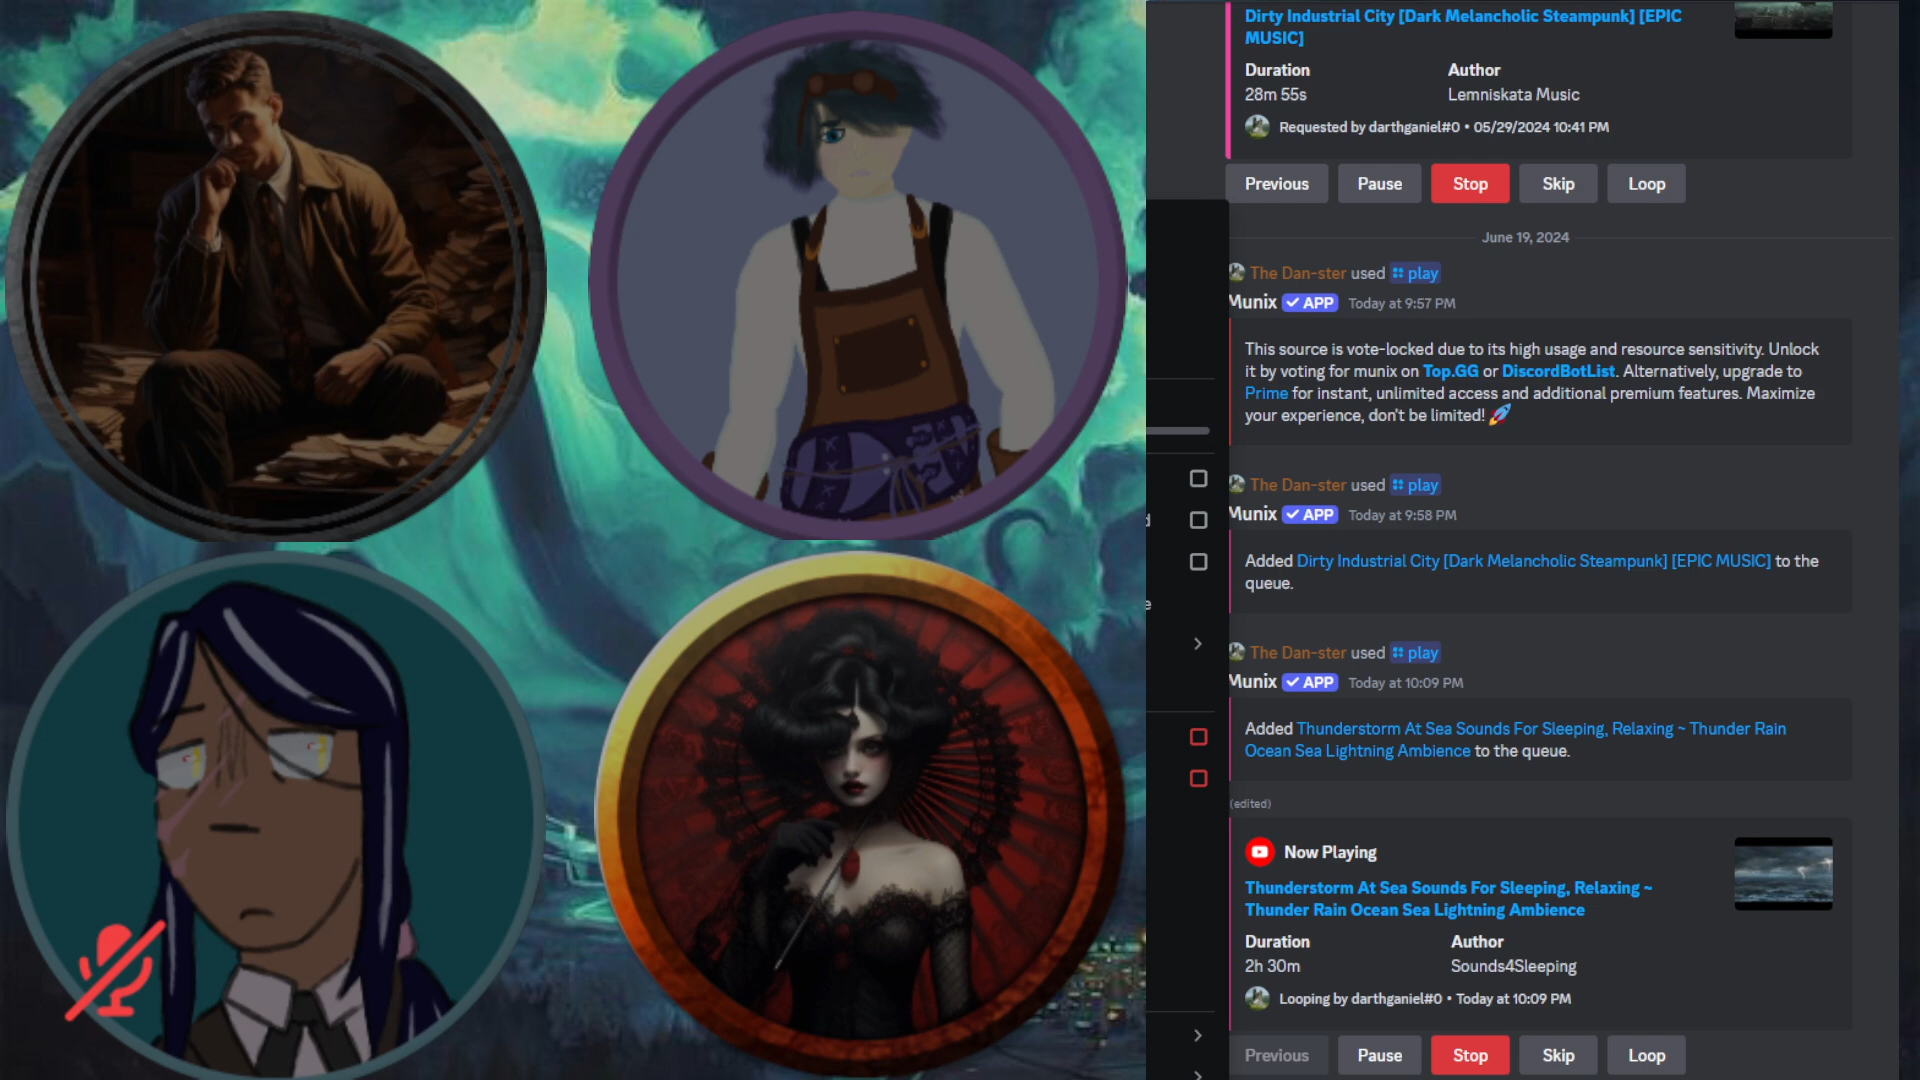 Dirty Industrial City [Dark Melancholic Steampunk] [EPIC
MUSIC]
Duration Author
28m 55s Lemniskata Music
Requested by darthganiel#0 • 05/29/2024 10:41 PM
Previous Pause Stop Skip Loop
June 19, 2024
The Dan-ster used play
Munix APP Today at 9:57 PM
This source is vote-locked due to its high usage and resource sensitivity. Unlock
it by voting for munix on Top.GG or DiscordBotList. Alternatively, upgrade to
Prime for instant, unlimited access and additional premium features. Maximize
your experience, don't be limited! 🚀
The Dan-ster used play
Munix APP Today at 9:58 PM
Added Dirty Industrial City [Dark Melancholic Steampunk] [EPIC MUSIC] to the
queue.
The Dan-ster used play
Munix APP Today at 10:09 PM
Added Thunderstorm At Sea Sounds For Sleeping, Relaxing ~ Thunder Rain
Ocean Sea Lightning Ambience to the queue.
(edited)
Now Playing
Thunderstorm At Sea Sounds For Sleeping, Relaxing ~
Thunder Rain Ocean Sea Lightning Ambience
Duration Author
2h 30m Sounds4Sleeping
Looping by darthganiel#0 • Today at 10:09 PM
Previous Pause Stop Skip Loop